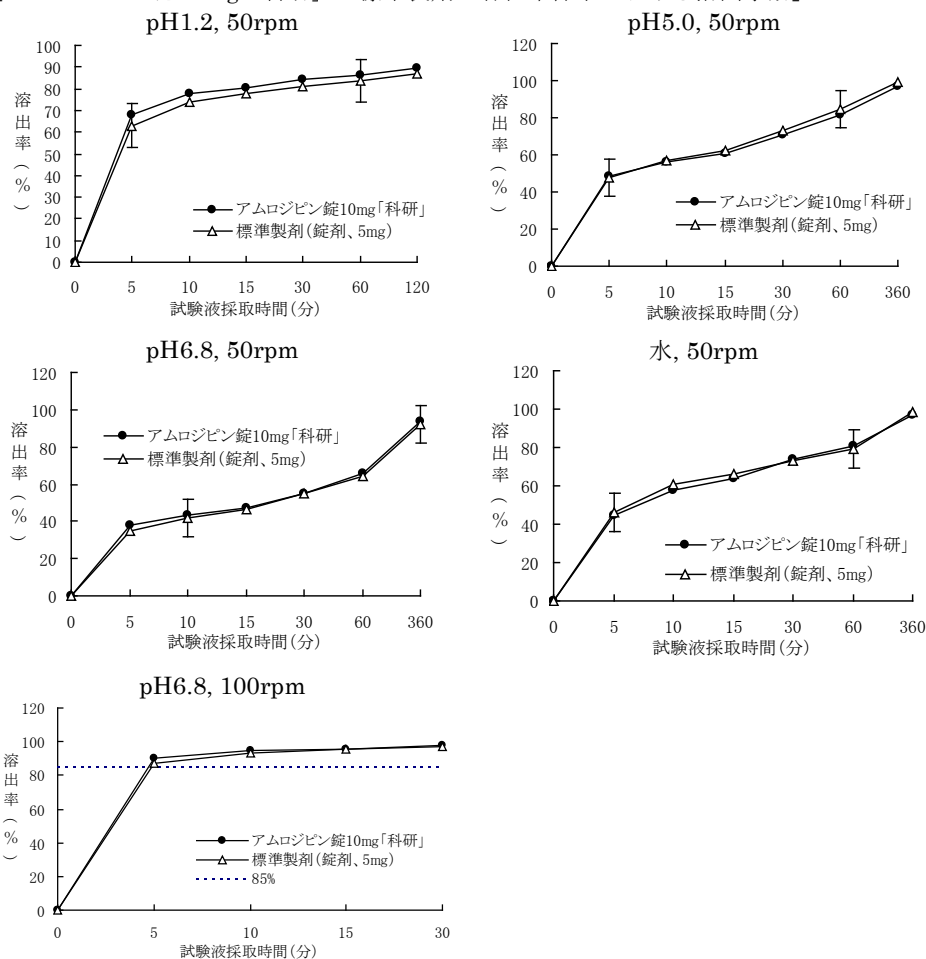 pH1.2, 50rpm
100
90
80
70
60
50
40
30
20
10
0
溶出率(%)
アムロジピン錠10mg「科研」
標準製剤(錠剤、5mg)
0 5 10 15 30 60 120
試験液採取時間(分)
pH5.0, 50rpm
120
100
80
60
40
20
0
溶出率(%)
アムロジピン錠10mg「科研」
標準製剤(錠剤、5mg)
0 5 10 15 30 60 360
試験液採取時間(分)
pH6.8, 50rpm
120
100
80
60
40
20
0
溶出率(%)
アムロジピン錠10mg「科研」
標準製剤(錠剤、5mg)
0 5 10 15 30 60 360
試験液採取時間(分)
水, 50rpm
120
100
80
60
40
20
0
溶出率(%)
アムロジピン錠10mg「科研」
標準製剤(錠剤、5mg)
0 5 10 15 30 60 360
試験液採取時間(分)
pH6.8, 100rpm
120
100
80
60
40
20
0
溶出率(%)
アムロジピン錠10mg「科研」
標準製剤(錠剤、5mg)
85%
0 5 10 15 30
試験液採取時間(分)